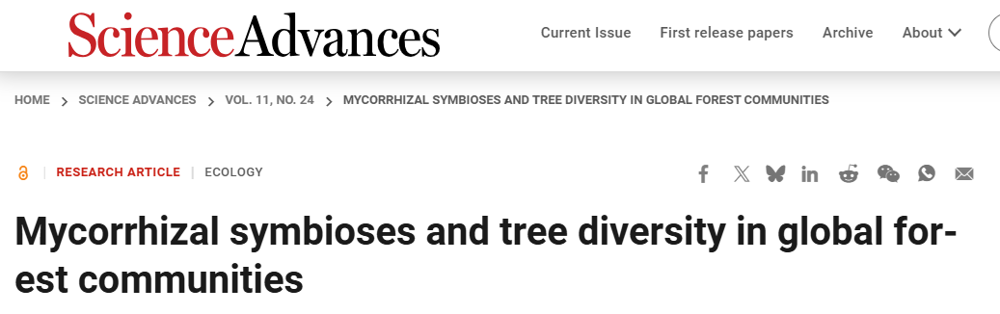 ScienceAdvances
Current Issue First release papers Archive About
HOME > SCIENCE ADVANCES > VOL. 11, NO. 24 > MYCORRHIZAL SYMBIOSES AND TREE DIVERSITY IN GLOBAL FOREST COMMUNITIES
RESEARCH ARTICLE | ECOLOGY
Mycorrhizal symbioses and tree diversity in global for-
est communities